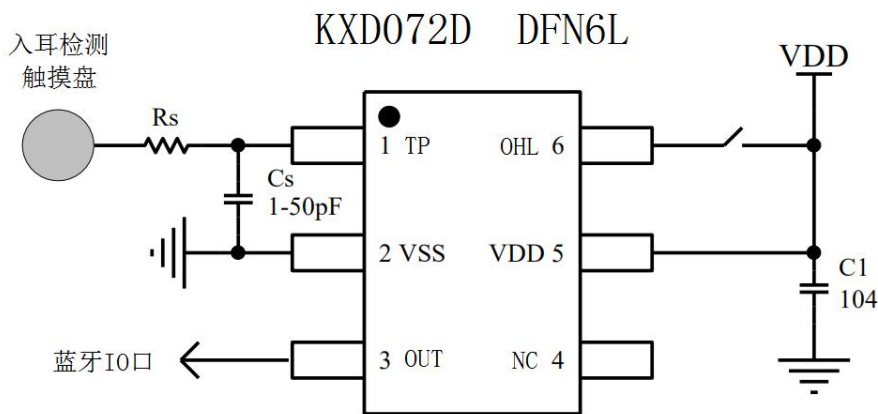 KXD072D DFN6L
入耳检测
触摸盘
VDD
Rs
1 TP
OHL 6
Cs
1-50pF
2 VSS
VDD 5
C1
104
蓝牙IO口
3 OUT
NC 4